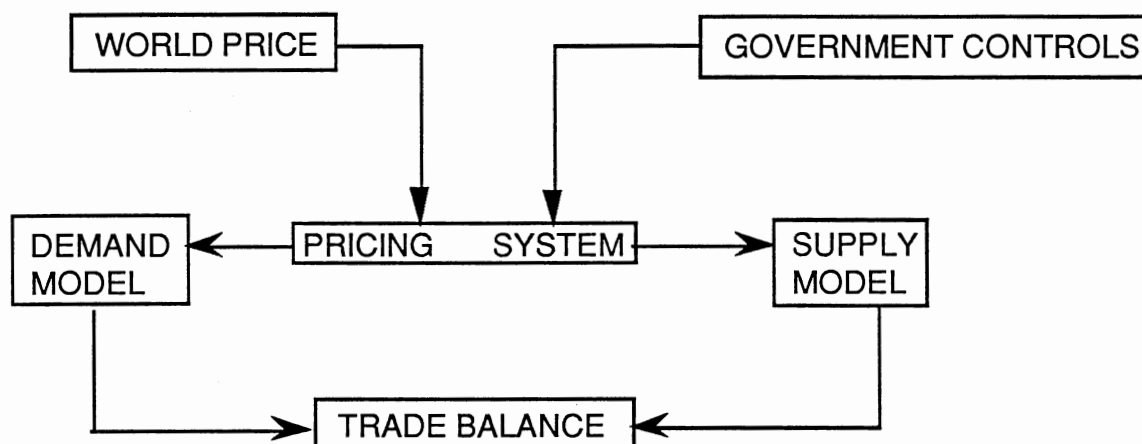 WORLD PRICE
GOVERNMENT CONTROLS
DEMAND
MODEL
PRICING SYSTEM
SUPPLY
MODEL
TRADE BALANCE